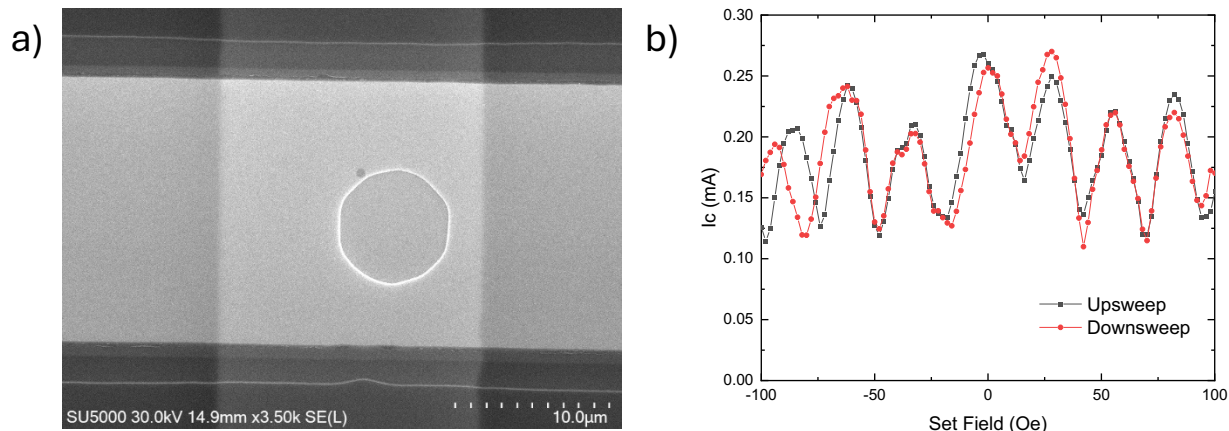 a)
SU5000 30.0kV 14.9mm x3.50k SE(L)
10.0μm
b)
0.30
0.25
0.20
0.15
0.10
0.05
0.00
Ic (mA)
Upsweep
Downsweep
-100
-50
0
50
100
Set Field (Oe)